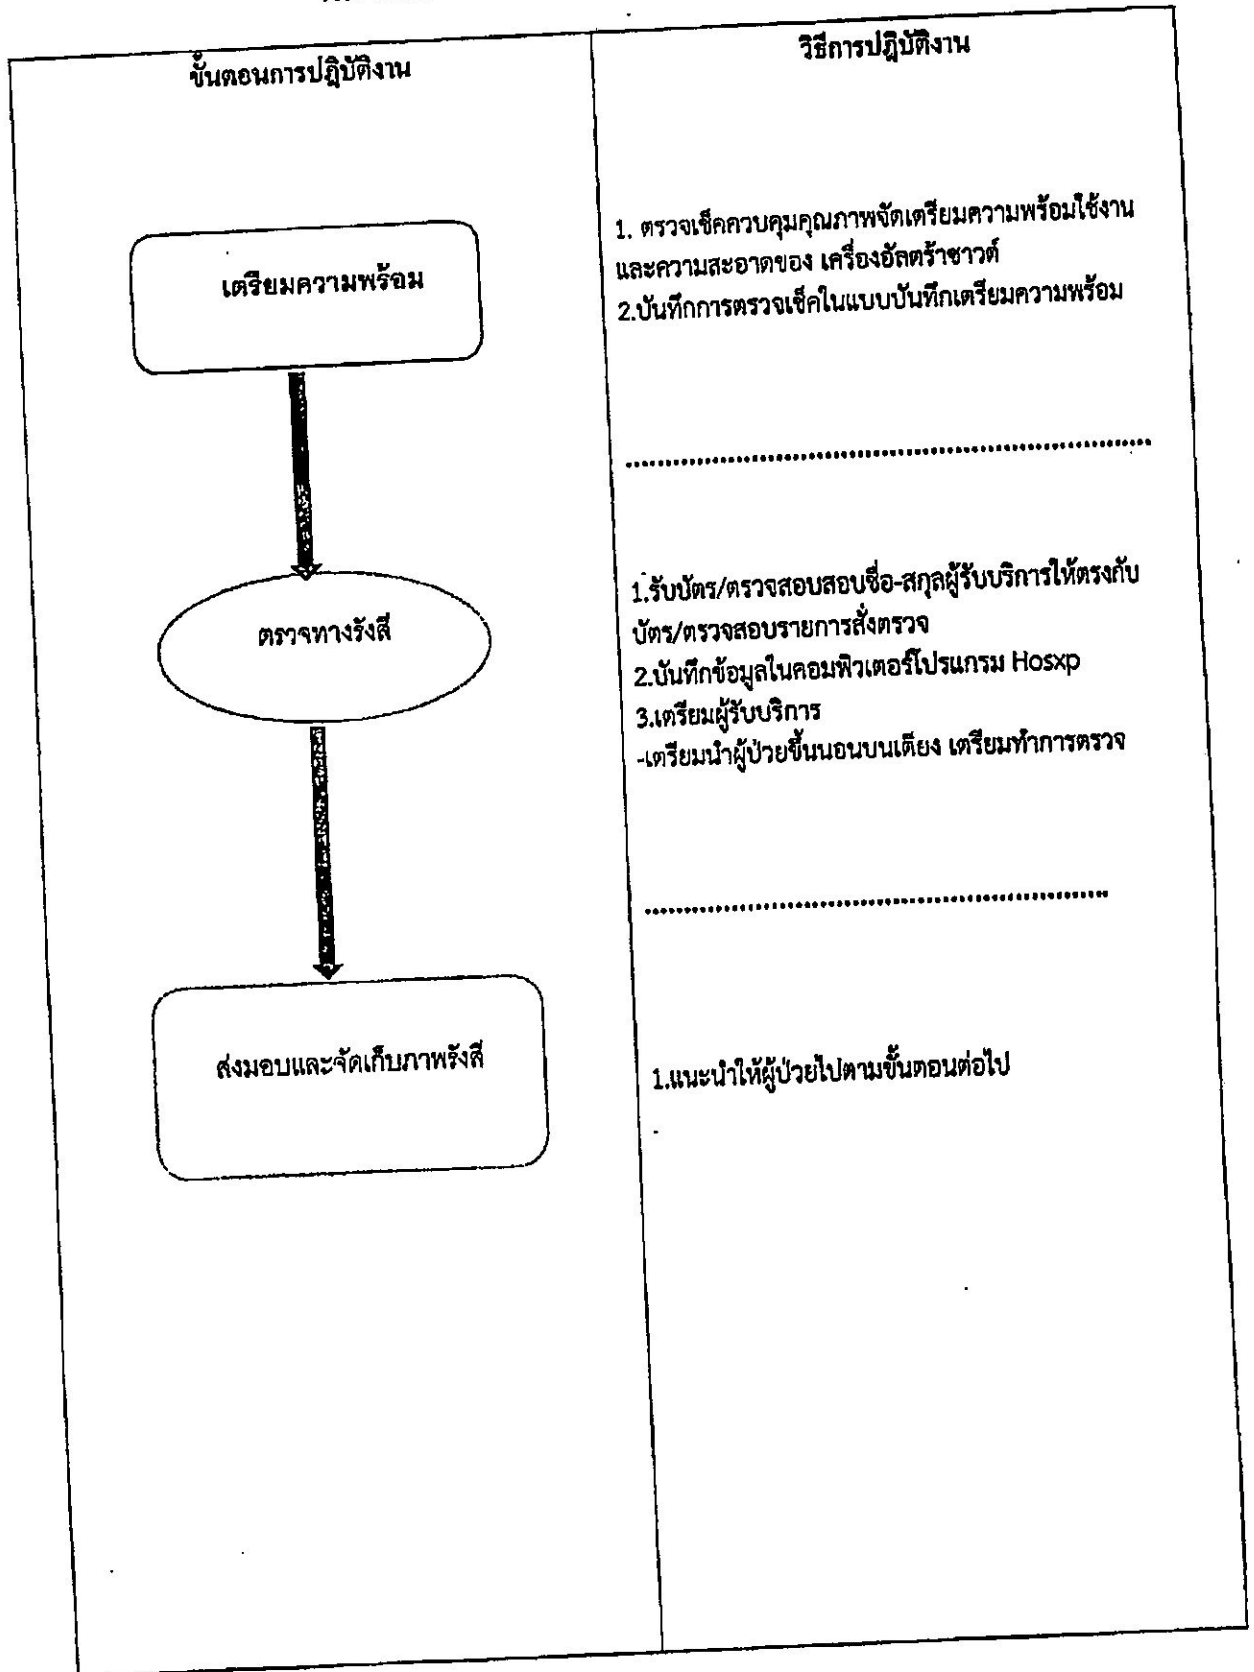 ขั้นตอนการปฏิบัติงาน
วิธีการปฏิบัติงาน
เตรียมความพร้อม
1. ตรวจเช็คควบคุมคุณภาพจัดเตรียมความพร้อมใช้งาน
และความสะอาดของ เครื่องอัลตร้าซาวด์
2.บันทึกการตรวจเช็คในแบบบันทึกเตรียมความพร้อม
ตรวจทางรังสี
1.รับบัตร/ตรวจสอบสอบชื่อ-สกุลผู้รับบริการให้ตรงกับ
บัตร/ตรวจสอบรายการสั่งตรวจ
2.บันทึกข้อมูลในคอมพิวเตอร์โปรแกรม Hosxp
3.เตรียมผู้รับบริการ
-เตรียมนำผู้ป่วยขึ้นนอนบนเตียง เตรียมทำการตรวจ
ส่งมอบและจัดเก็บภาพรังสี
1.แนะนำให้ผู้ป่วยไปตามขั้นตอนต่อไป